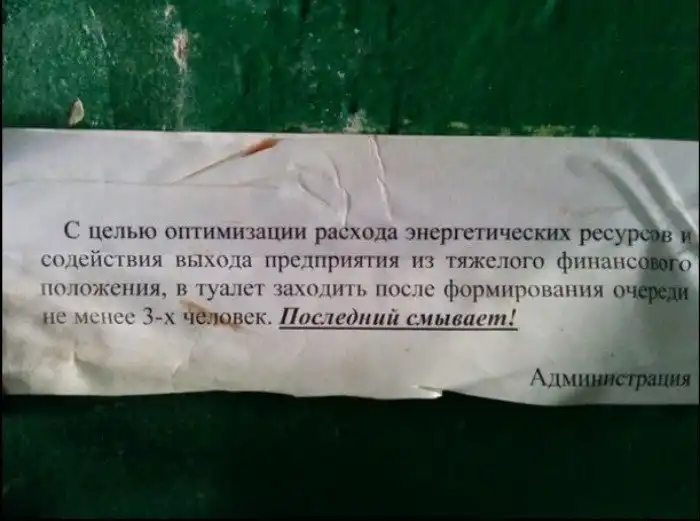 С целью оптимизации расхода энергетических ресурсов и
содействия выхода предприятия из тяжелого финансового
положения, в туалет заходить после формирования очереди
не менее 3-х человек. Последний смывает!
Администрация